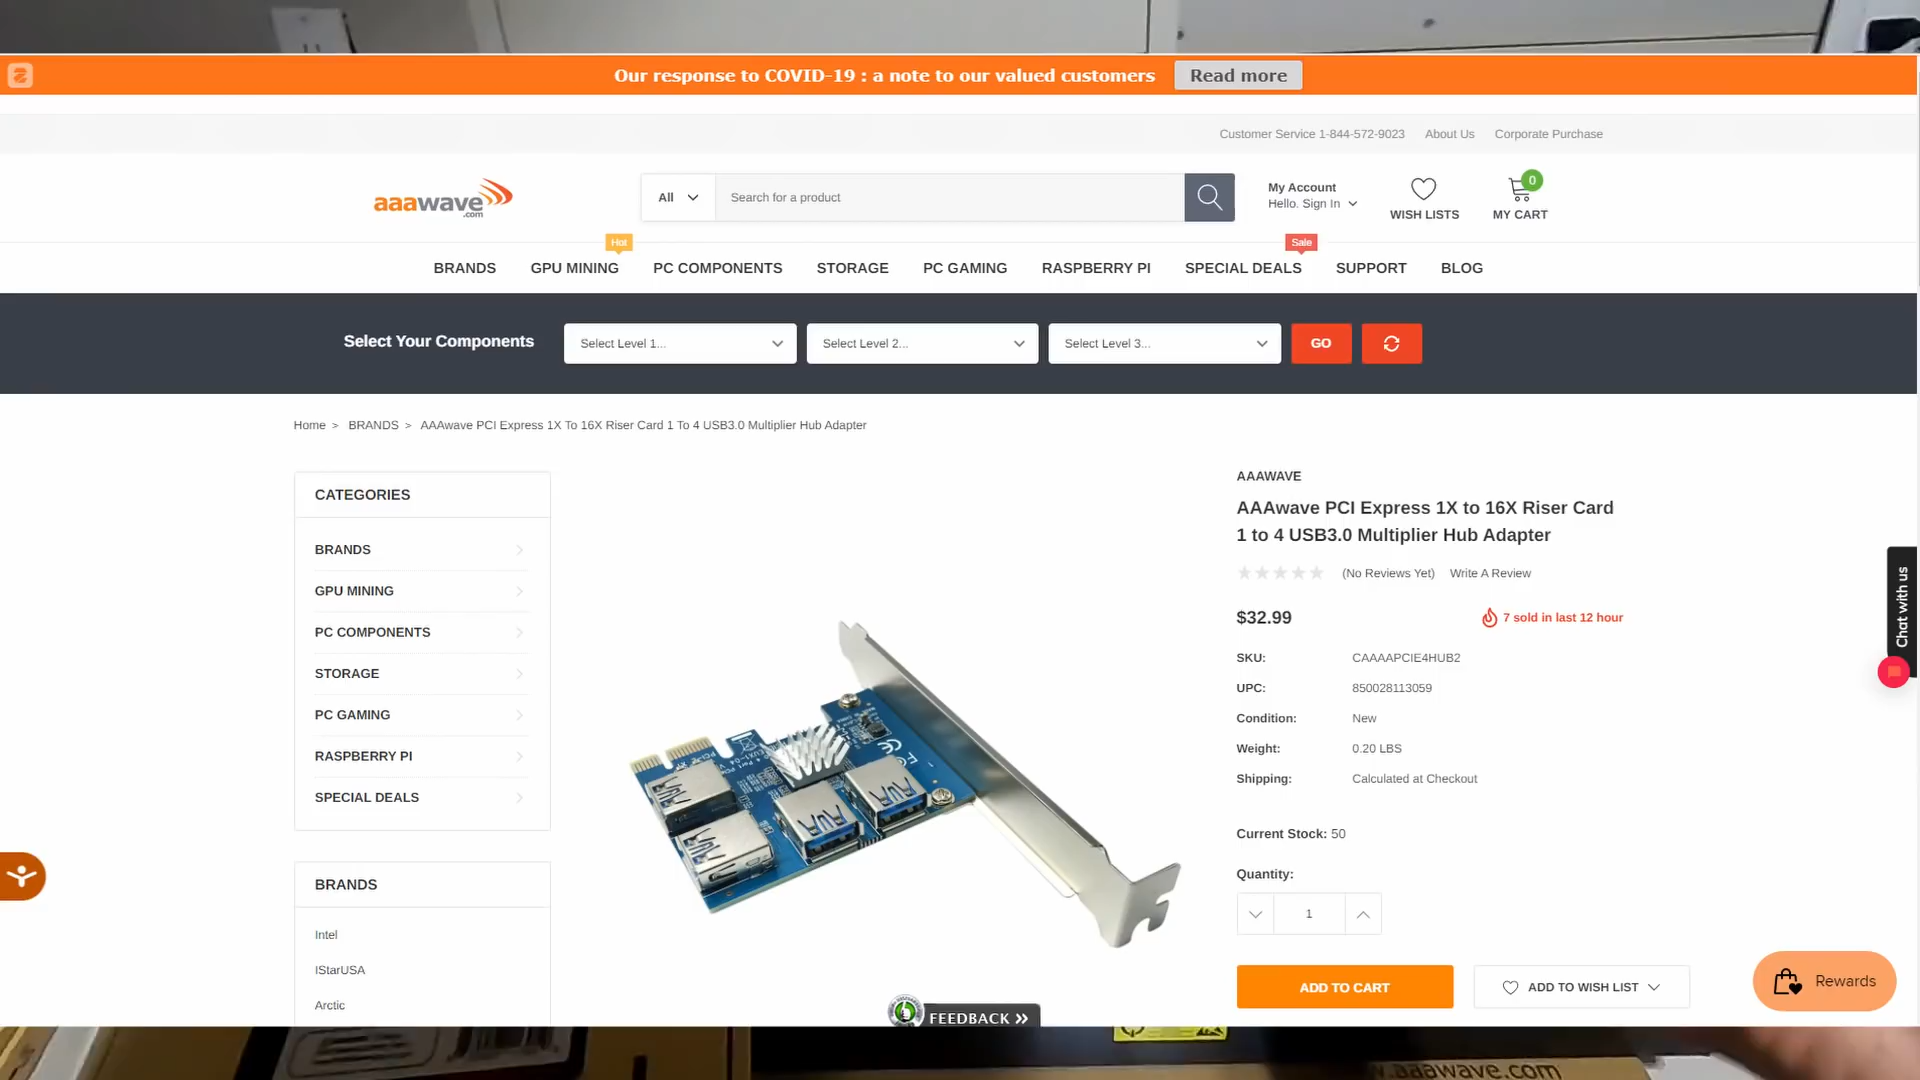 Our response to COVID-19 : a note to our valued customers
Read more
Customer Service 1-844-572-9023
About Us
Corporate Purchase
aaawave
.com
All
Search for a product
My Account
Hello. Sign In
WISH LISTS
0
MY CART
Hot
Sale
BRANDS
GPU MINING
PC COMPONENTS
STORAGE
PC GAMING
RASPBERRY PI
SPECIAL DEALS
SUPPORT
BLOG
Select Your Components
Select Level 1...
Select Level 2...
Select Level 3...
GO
Home > BRANDS > AAAwave PCI Express 1X To 16X Riser Card 1 To 4 USB3.0 Multiplier Hub Adapter
CATEGORIES
BRANDS
GPU MINING
PC COMPONENTS
STORAGE
PC GAMING
RASPBERRY PI
SPECIAL DEALS
BRANDS
Intel
IStarUSA
Arctic
AAAWAVE
AAAwave PCI Express 1X to 16X Riser Card
1 to 4 USB3.0 Multiplier Hub Adapter
(No Reviews Yet)
Write A Review
$32.99
7 sold in last 12 hour
SKU: CAAAAPCIE4HUB2
UPC: 850028113059
Condition: New
Weight: 0.20 LBS
Shipping: Calculated at Checkout
Current Stock: 50
Quantity:
1
ADD TO CART
ADD TO WISH LIST
Chat with us
Rewards
FEEDBACK
www.aaawave.com